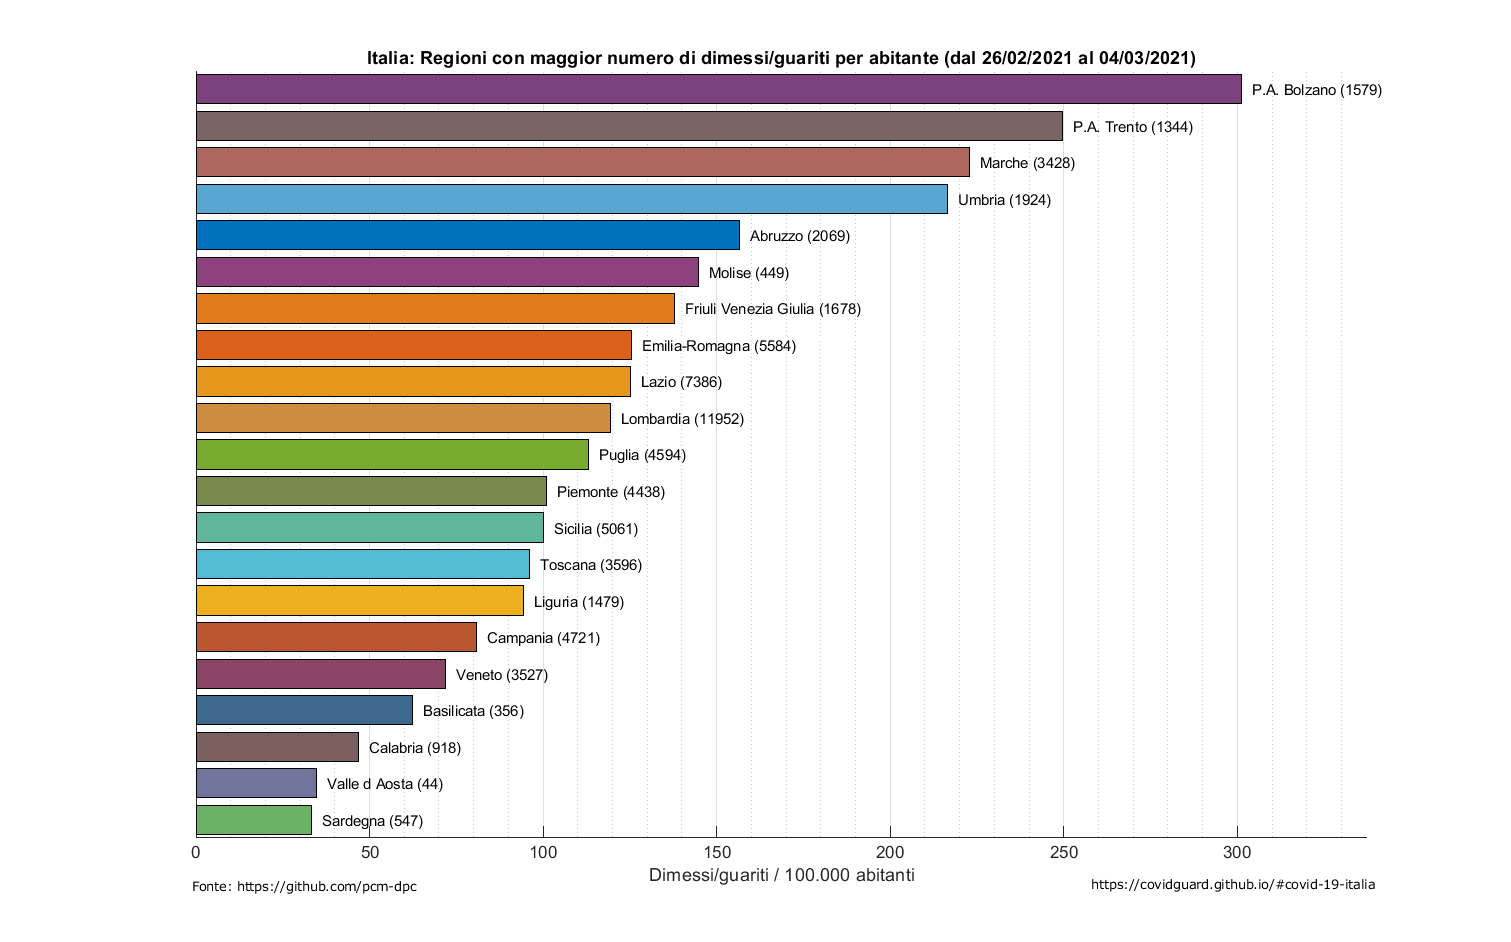 Italia: Regioni con maggior numero di dimessi/guariti per abitante (dal 26/02/2021 al 04/03/2021)
P.A. Bolzano (1579)
P.A. Trento (1344)
Marche (3428)
Umbria (1924)
Abruzzo (2069)
Molise (449)
Friuli Venezia Giulia (1678)
Emilia-Romagna (5584)
Lazio (7386)
Lombardia (11952)
Puglia (4594)
Piemonte (4438)
Sicilia (5061)
Toscana (3596)
Liguria (1479)
Campania (4721)
Veneto (3527)
Basilicata (356)
Calabria (918)
Valle d Aosta (44)
Sardegna (547)
0 50 100 150 200 250 300
Dimessi/guariti / 100.000 abitanti
Fonte: https://github.com/pcm-dpc
https://covidguard.github.io/#covid-19-italia